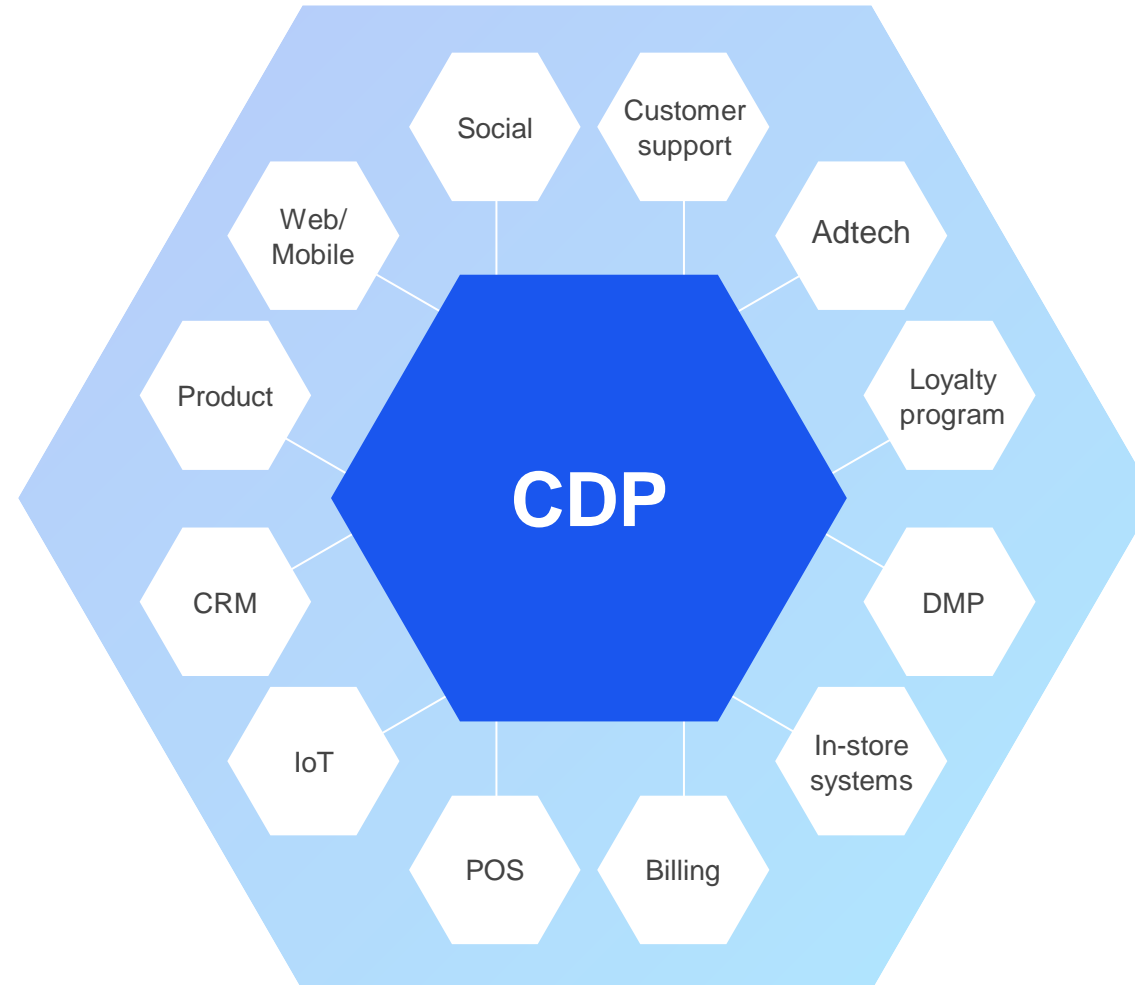 Social
Customer
support
Web/
Mobile
Adtech
Product
Loyalty
program
CDP
CRM
DMP
IoT
In-store
systems
POS
Billing